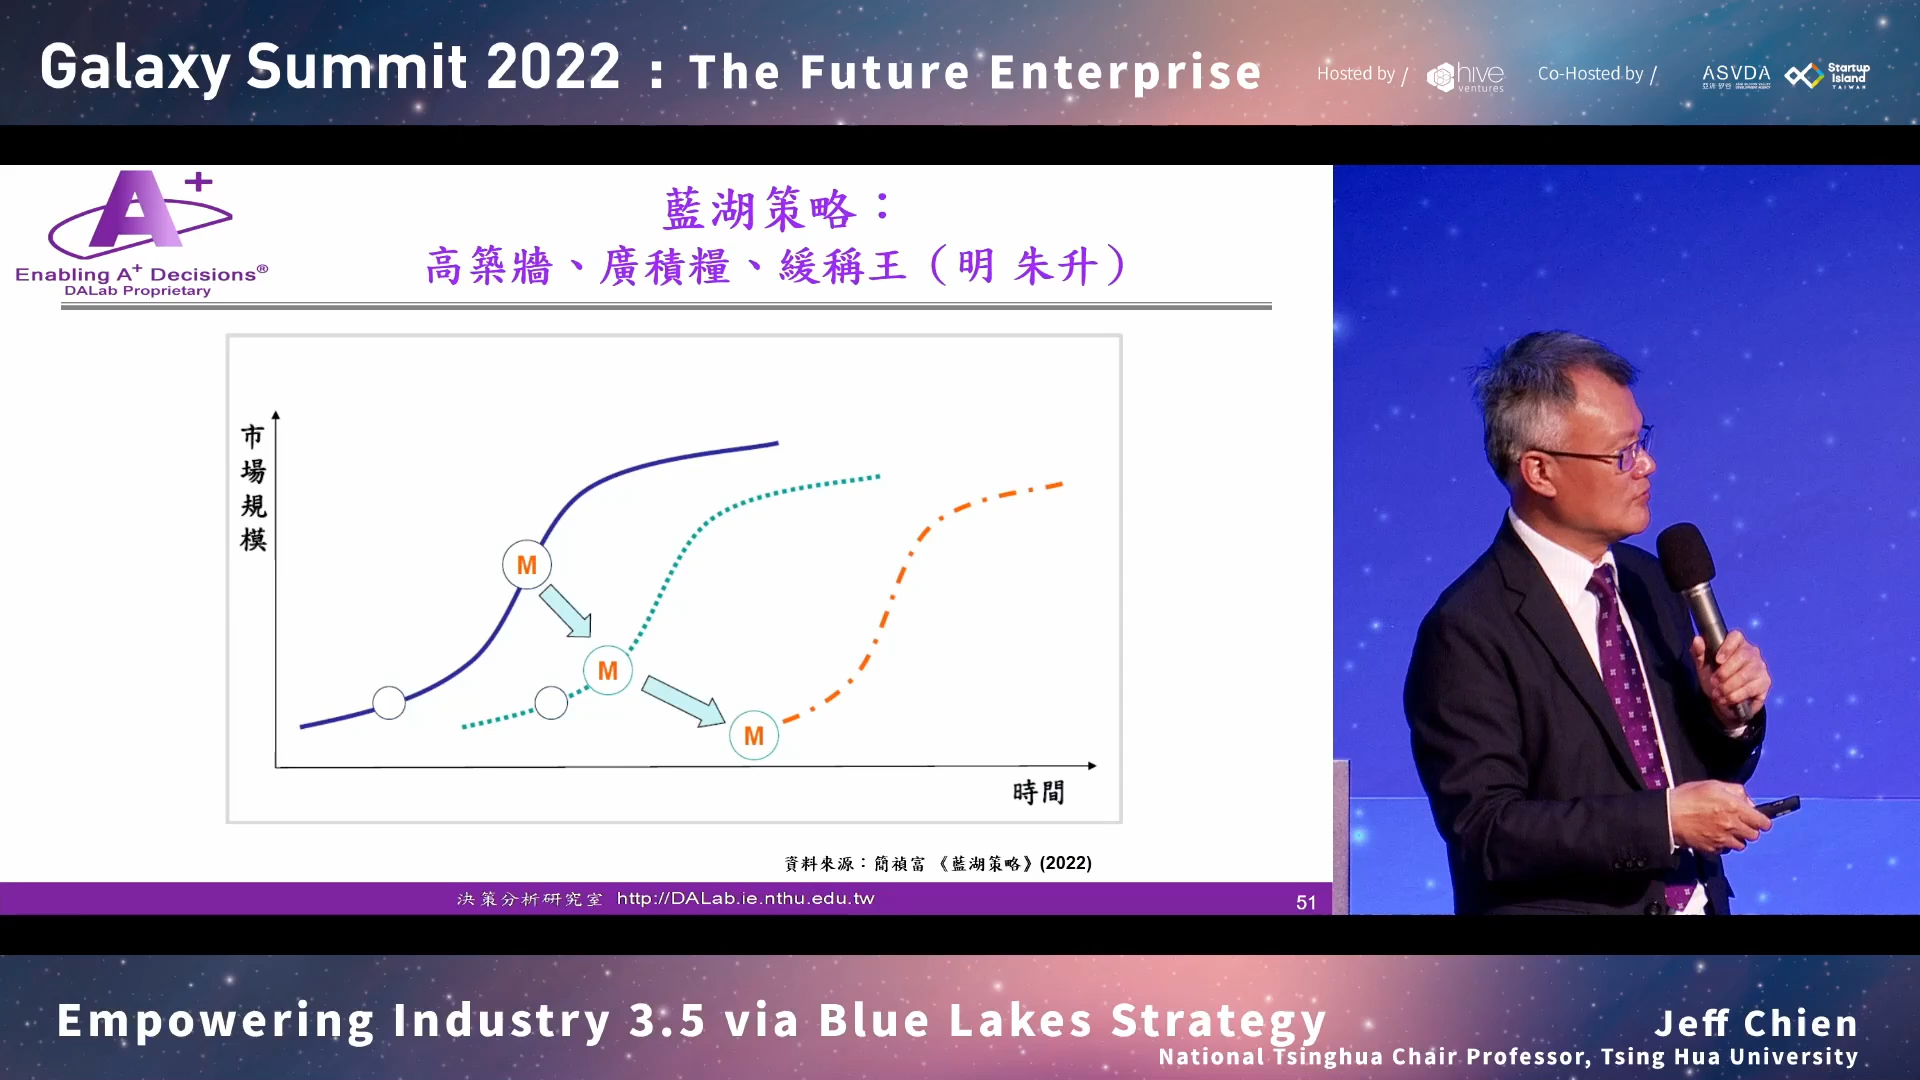 Galaxy Summit 2022 : The Future Enterprise
Hosted by / hive ventures
Co-Hosted by / ASVDA
Startup Island TAIWAN
A+
Enabling A+ Decisions®
DALab Proprietary
藍湖策略：
高築牆、廣積糧、緩稱王（明 朱升）
市場規模
M
M
M
時間
資料來源：簡禎富《藍湖策略》(2022)
決策分析研究室 http://DALab.ie.nthu.edu.tw
51
Empowering Industry 3.5 via Blue Lakes Strategy
Jeff Chien
National Tsinghua Chair Professor, Tsing Hua University